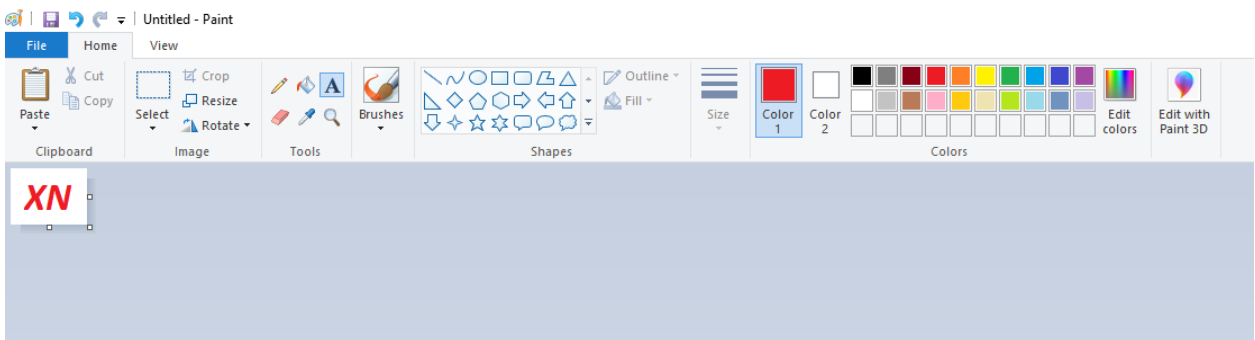 Untitled - Paint
File Home View
Cut Crop Outline
Copy Resize A Fill
Paste Select Rotate Brushes Size Color 1 Color 2 Edit colors Edit with Paint 3D
Clipboard Image Tools Shapes Colors
XN